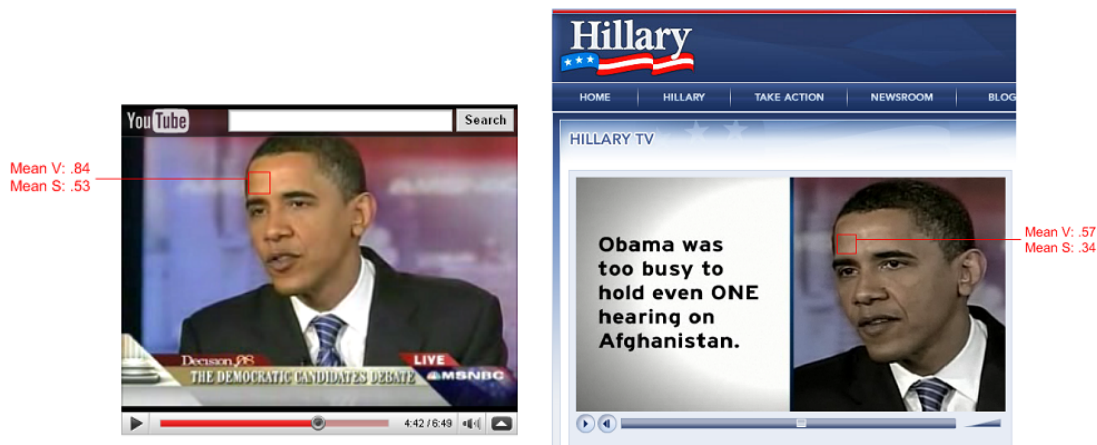 Mean V: .84
Mean S: .53
YouTube
Search
MSNBC
Decision 08
LIVE
THE DEMOCRATIC CANDIDATES DEBATE
MSNBC
4:42 / 6:49
Hillary
HOME
HILLARY
TAKE ACTION
NEWSROOM
BLOG
HILLARY TV
Obama was
too busy to
hold even ONE
hearing on
Afghanistan.
Mean V: .57
Mean S: .34